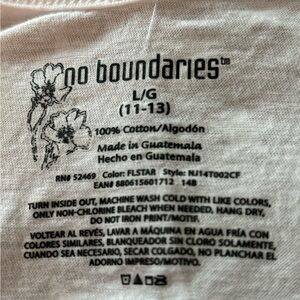 no boundaries™
L/G
(11-13)
100% Cotton/Algodón
Made in Guatemala
Hecho en Guatemala
RN# 52469 Color: FLSTAR Style: NJ14T002CF
EAN# 880615601712 14B
TURN INSIDE OUT, MACHINE WASH COLD WITH LIKE COLORS,
ONLY NON-CHLORINE BLEACH WHEN NEEDED, HANG DRY,
DO NOT IRON PRINT/MOTIF.
VOLTEAR AL REVÉS, LAVAR A MÁQUINA EN AGUA FRÍA CON
COLORES SIMILARES, BLANQUEADOR SIN CLORO SOLAMENTE,
CUANDO SEA NECESARIO, SECAR COLGADO, NO PLANCHAR EL
ADORNO IMPRESO/MOTIVO.